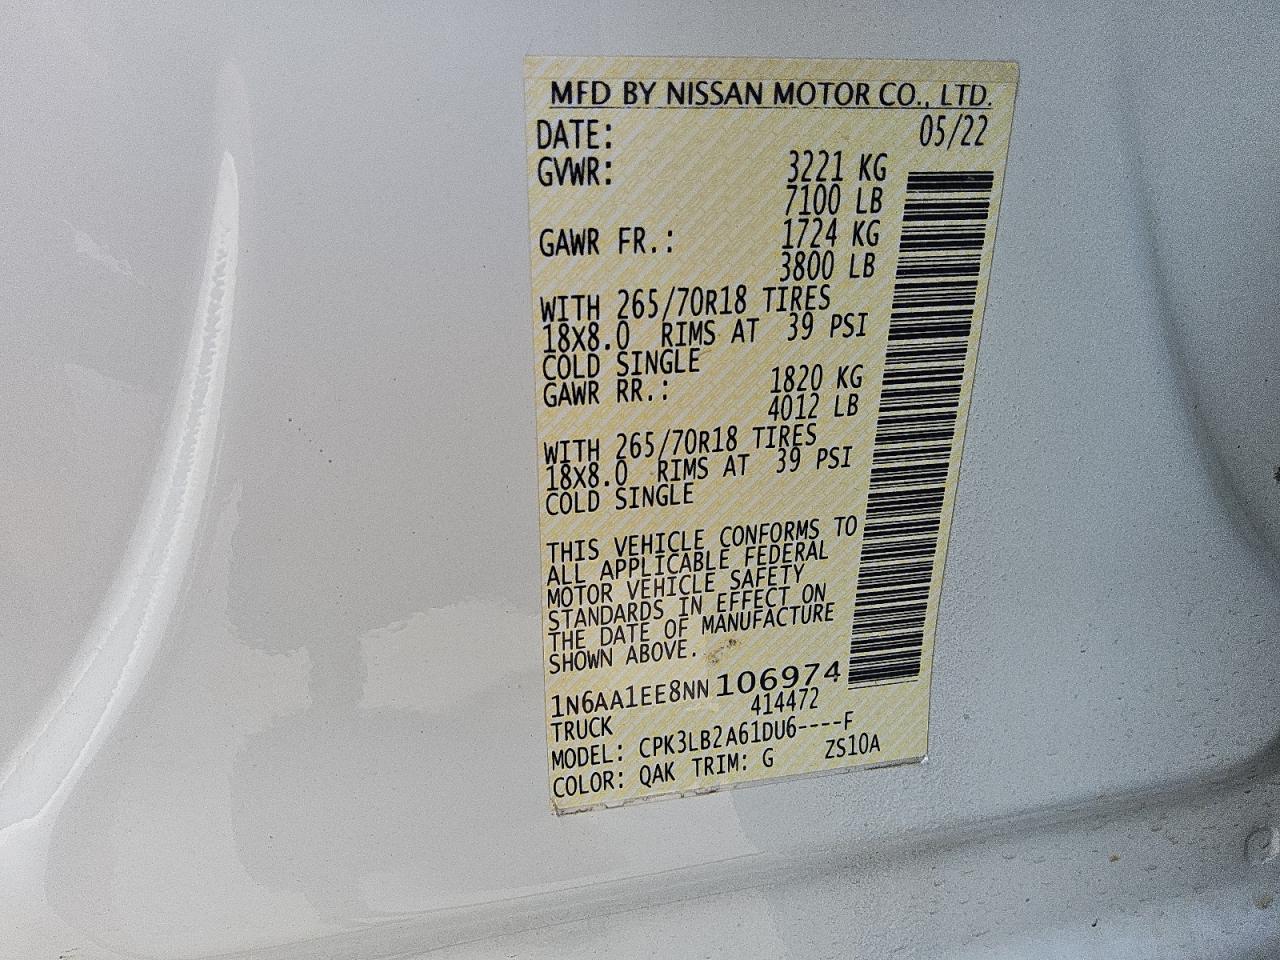 MFD BY NISSAN MOTOR CO., LTD.
DATE: 05/22
GVWR: 3221 KG
7100 LB
GAWR FR.: 1724 KG
3800 LB
WITH 265/70R18 TIRES
18X8.0 RIMS AT 39 PSI
COLD SINGLE
GAWR RR.: 1820 KG
4012 LB
WITH 265/70R18 TIRES
18X8.0 RIMS AT 39 PSI
COLD SINGLE
THIS VEHICLE CONFORMS TO
ALL APPLICABLE FEDERAL
MOTOR VEHICLE SAFETY
STANDARDS IN EFFECT ON
THE DATE OF MANUFACTURE
SHOWN ABOVE.
1N6AA1EE8NN106974
TRUCK 414472
MODEL: CPK3LB2A61DU6----F
COLOR: QAK TRIM: G ZS10A